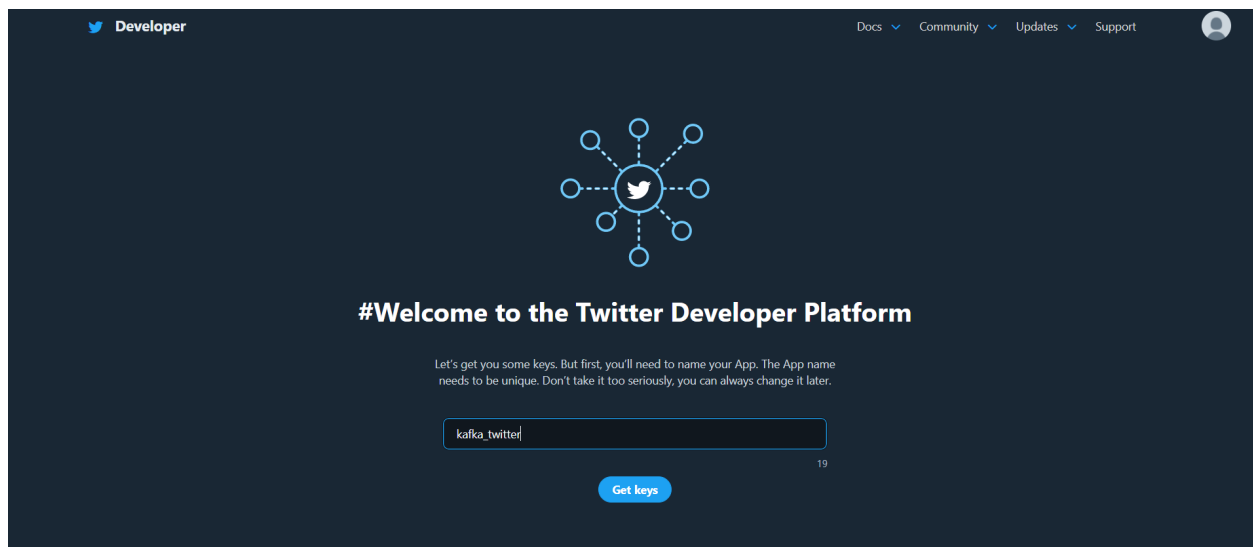 Developer
Docs Community Updates Support
#Welcome to the Twitter Developer Platform
Let's get you some keys. But first, you'll need to name your App. The App name
needs to be unique. Don't take it too seriously, you can always change it later.
kafka_twitter
19
Get keys